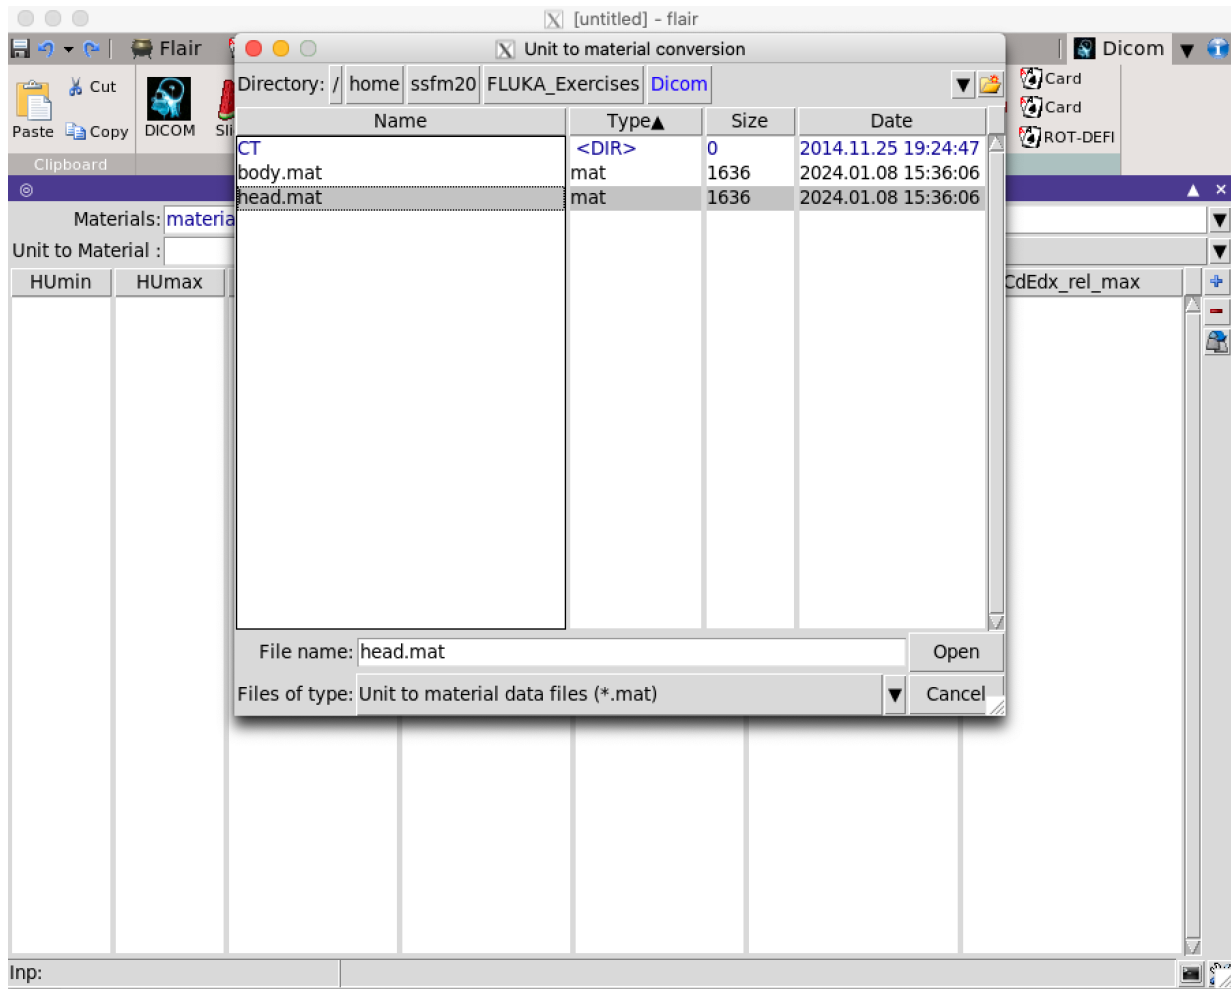 [untitled] - flair
Flair
Dicom
Unit to material conversion
Directory: / home ssfm20 FLUKA_Exercises Dicom
Cut
Paste Copy
DICOM
Card
Card
ROT-DEFI
Clipboard
Name Type▲ Size Date
CT <DIR> 0 2014.11.25 19:24:47
body.mat mat 1636 2024.01.08 15:36:06
head.mat mat 1636 2024.01.08 15:36:06
Materials: materia
Unit to Material :
HUmin HUmax CdEdx_rel_max
File name: head.mat Open
Files of type: Unit to material data files (*.mat) Cancel
Inp: